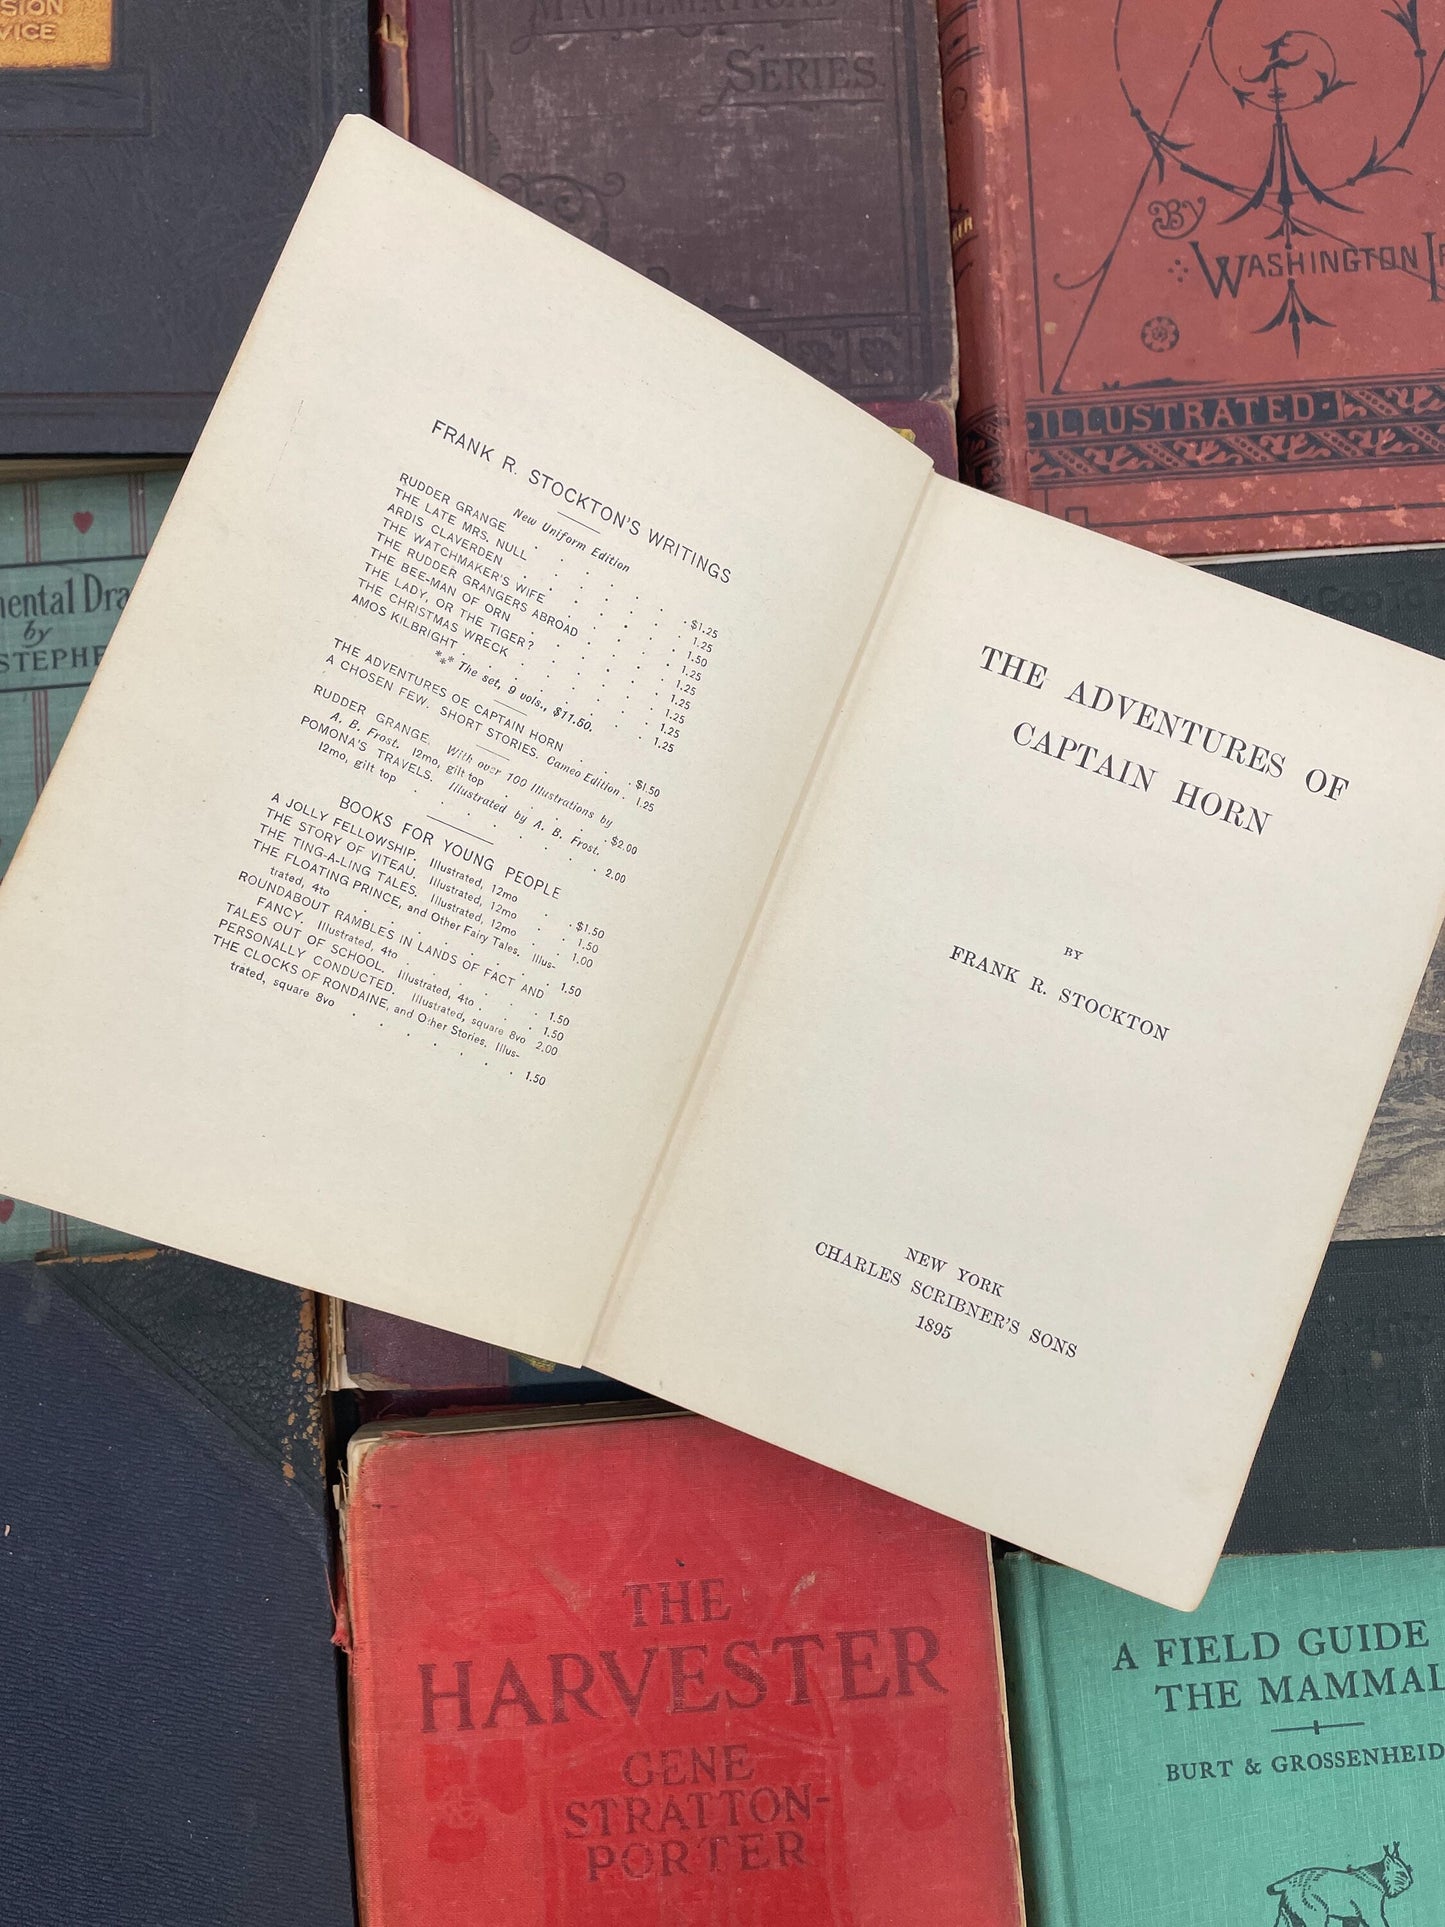 SION
VICE
MATHEMATICAL
SERIES.
BY
WASHINGTON
ILLUSTRATED
mental Dra
by
STEPHE
FRANK R. STOCKTON'S WRITINGS
New Uniform Edition
RUDDER GRANGE . . . . . $1.25
THE LATE MRS. NULL . . . . . 1.25
ARDIS CLAVERDEN . . . . . 1.50
THE WATCHMAKER'S WIFE . . . . . 1.25
THE RUDDER GRANGERS ABROAD . . . . . 1.25
THE BEE-MAN OF ORN . . . . . 1.25
THE LADY, OR THE TIGER? . . . . . 1.25
THE CHRISTMAS WRECK . . . . . 1.25
AMOS KILBRIGHT . . . . . 1.25
*** The set, 9 vols., $11.50.
THE ADVENTURES OE CAPTAIN HORN . . . $1.50
A CHOSEN FEW. SHORT STORIES. Cameo Edition . 1.25
RUDDER GRANGE. With over 100 Illustrations by
A. B. Frost. 12mo, gilt top . . . . . $2.00
POMONA'S TRAVELS. Illustrated by A. B. Frost.
12mo, gilt top . . . . . 2.00
BOOKS FOR YOUNG PEOPLE
A JOLLY FELLOWSHIP. Illustrated, 12mo . . $1.50
THE STORY OF VITEAU. Illustrated, 12mo . . 1.50
THE TING-A-LING TALES. Illustrated, 12mo . . 1.00
THE FLOATING PRINCE, and Other Fairy Tales. Illus-
trated, 4to . . . . . 1.50
ROUNDABOUT RAMBLES IN LANDS OF FACT AND
FANCY. Illustrated, 4to . . . . . 1.50
TALES OUT OF SCHOOL. Illustrated, 4to . . . 1.50
PERSONALLY CONDUCTED. Illustrated, square 8vo 2.00
THE CLOCKS OF RONDAINE, and Other Stories. Illus-
trated, square 8vo . . . . . 1.50
THE ADVENTURES OF
CAPTAIN HORN
BY
FRANK R. STOCKTON
NEW YORK
CHARLES SCRIBNER'S SONS
1895
THE
HARVESTER
GENE
STRATTON-
PORTER
A FIELD GUIDE
THE MAMMAL
BURT & GROSSENHEID